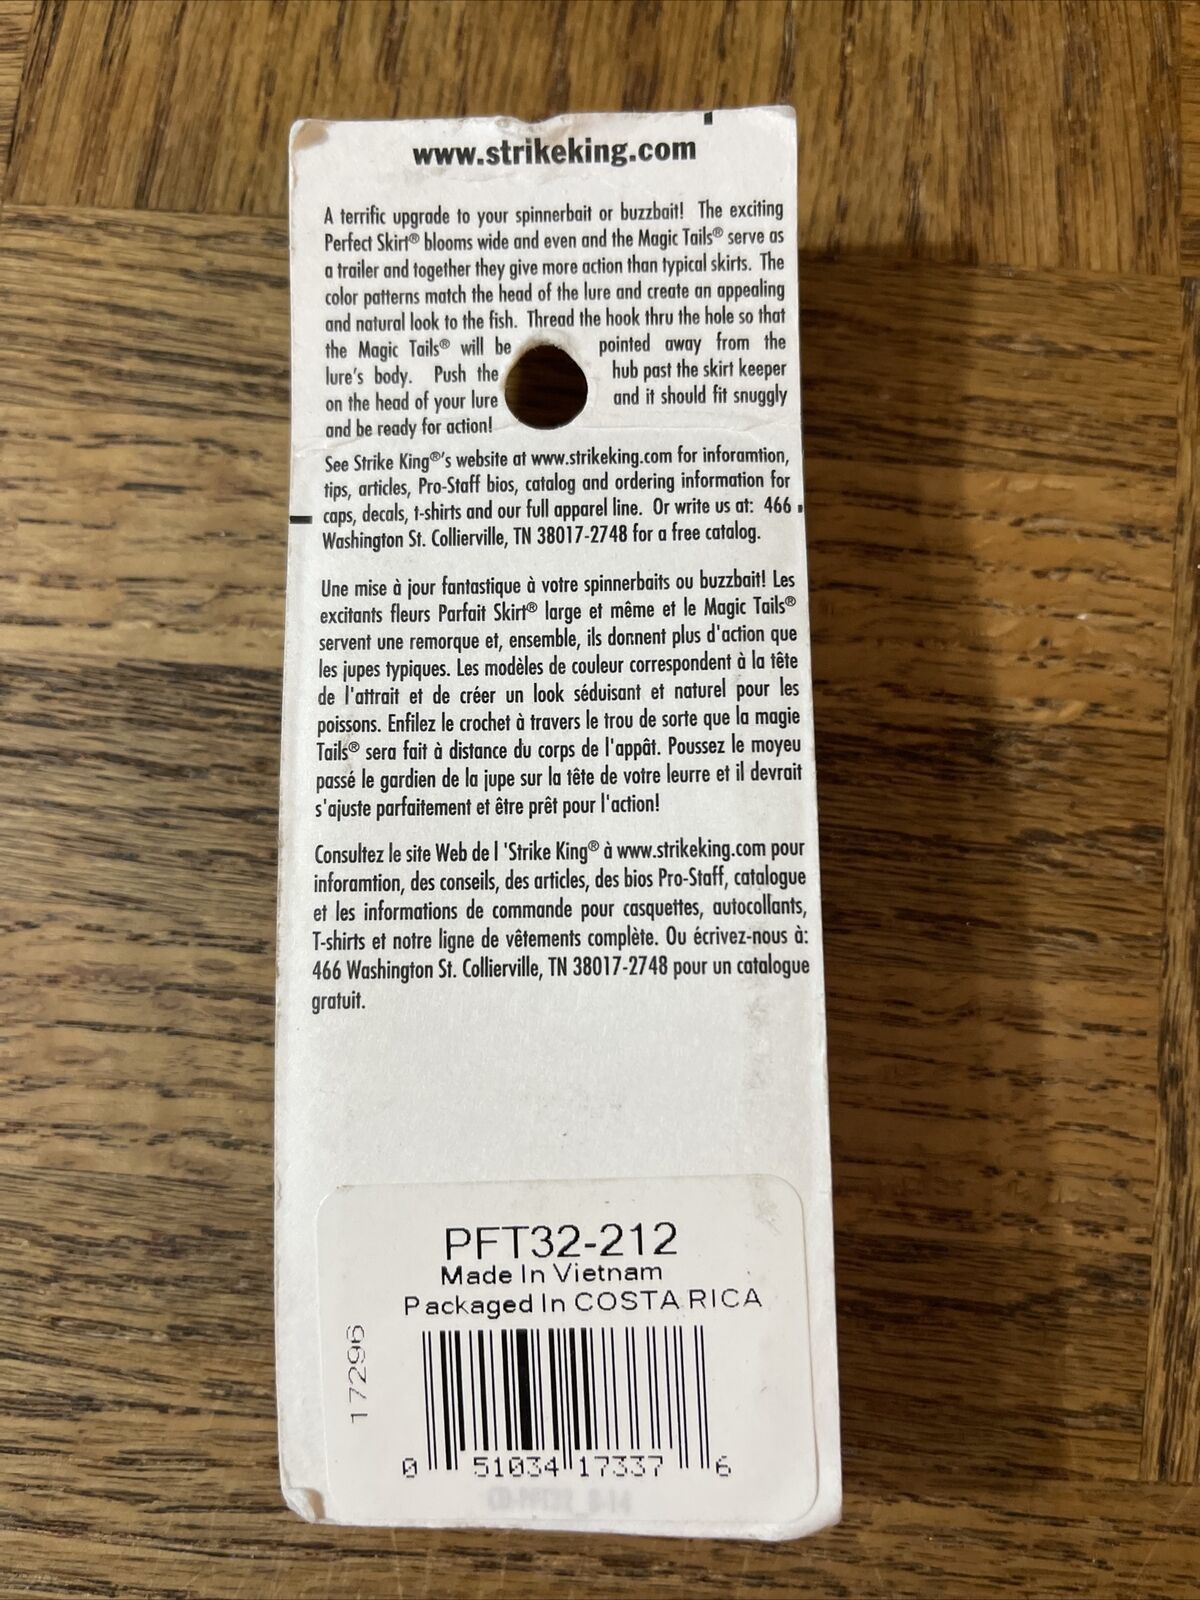 www.strikeking.com
A terrific upgrade to your spinnerbait or buzzbait! The exciting
Perfect Skirt® blooms wide and even and the Magic Tails® serve as
a trailer and together they give more action than typical skirts. The
color patterns match the head of the lure and create an appealing
and natural look to the fish. Thread the hook thru the hole so that
the Magic Tails® will be pointed away from the
lure's body. Push the hub past the skirt keeper
on the head of your lure and it should fit snuggly
and be ready for action!
See Strike King®'s website at www.strikeking.com for inforamtion,
tips, articles, Pro-Staff bios, catalog and ordering information for
caps, decals, t-shirts and our full apparel line. Or write us at: 466
Washington St. Collierville, TN 38017-2748 for a free catalog.
Une mise à jour fantastique à votre spinnerbaits ou buzzbait! Les
excitants fleurs Parfait Skirt® large et même et le Magic Tails®
servent une remorque et, ensemble, ils donnent plus d'action que
les jupes typiques. Les modèles de couleur correspondent à la tête
de l'attrait et de créer un look séduisant et naturel pour les
poissons. Enfilez le crochet à travers le trou de sorte que la magie
Tails® sera fait à distance du corps de l'appât. Poussez le moyeu
passé le gardien de la jupe sur la tête de votre leurre et il devrait
s'ajuste parfaitement et être prêt pour l'action!
Consultez le site Web de l 'Strike King® à www.strikeking.com pour
inforamtion, des conseils, des articles, des bios Pro-Staff, catalogue
et les informations de commande pour casquettes, autocollants,
T-shirts et notre ligne de vêtements complète. Ou écrivez-nous à:
466 Washington St. Collierville, TN 38017-2748 pour un catalogue
gratuit.
PFT32-212
Made In Vietnam
Packaged In COSTA RICA
17296
0 51034 17337 6